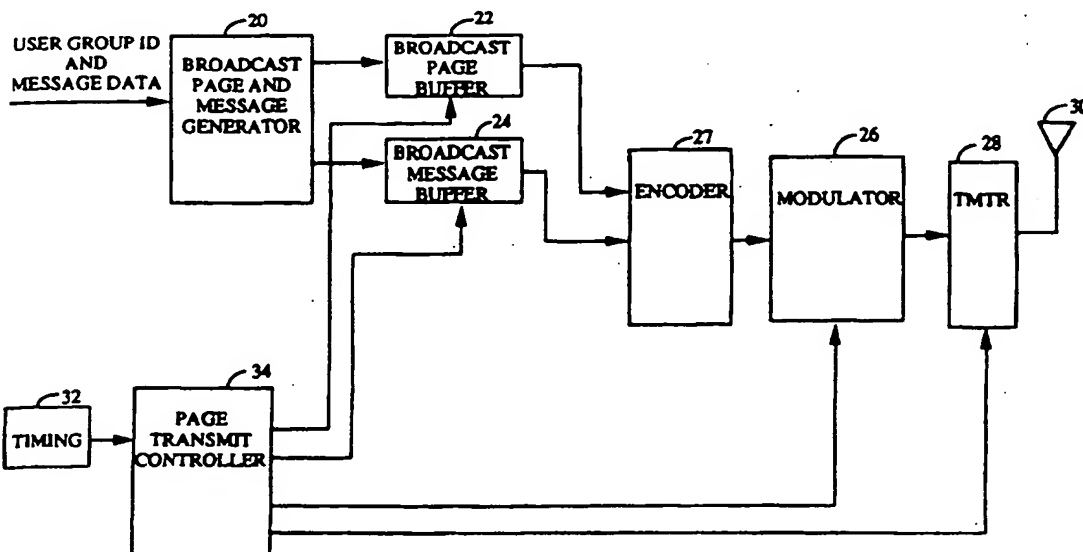 USER GROUP ID
AND
MESSAGE DATA
20
BROADCAST
PAGE AND
MESSAGE
GENERATOR
22
BROADCAST
PAGE
BUFFER
24
BROADCAST
MESSAGE
BUFFER
27
ENCODER
26
MODULATOR
28
TMTR
30
32
TIMING
34
PAGE
TRANSMIT
CONTROLLER